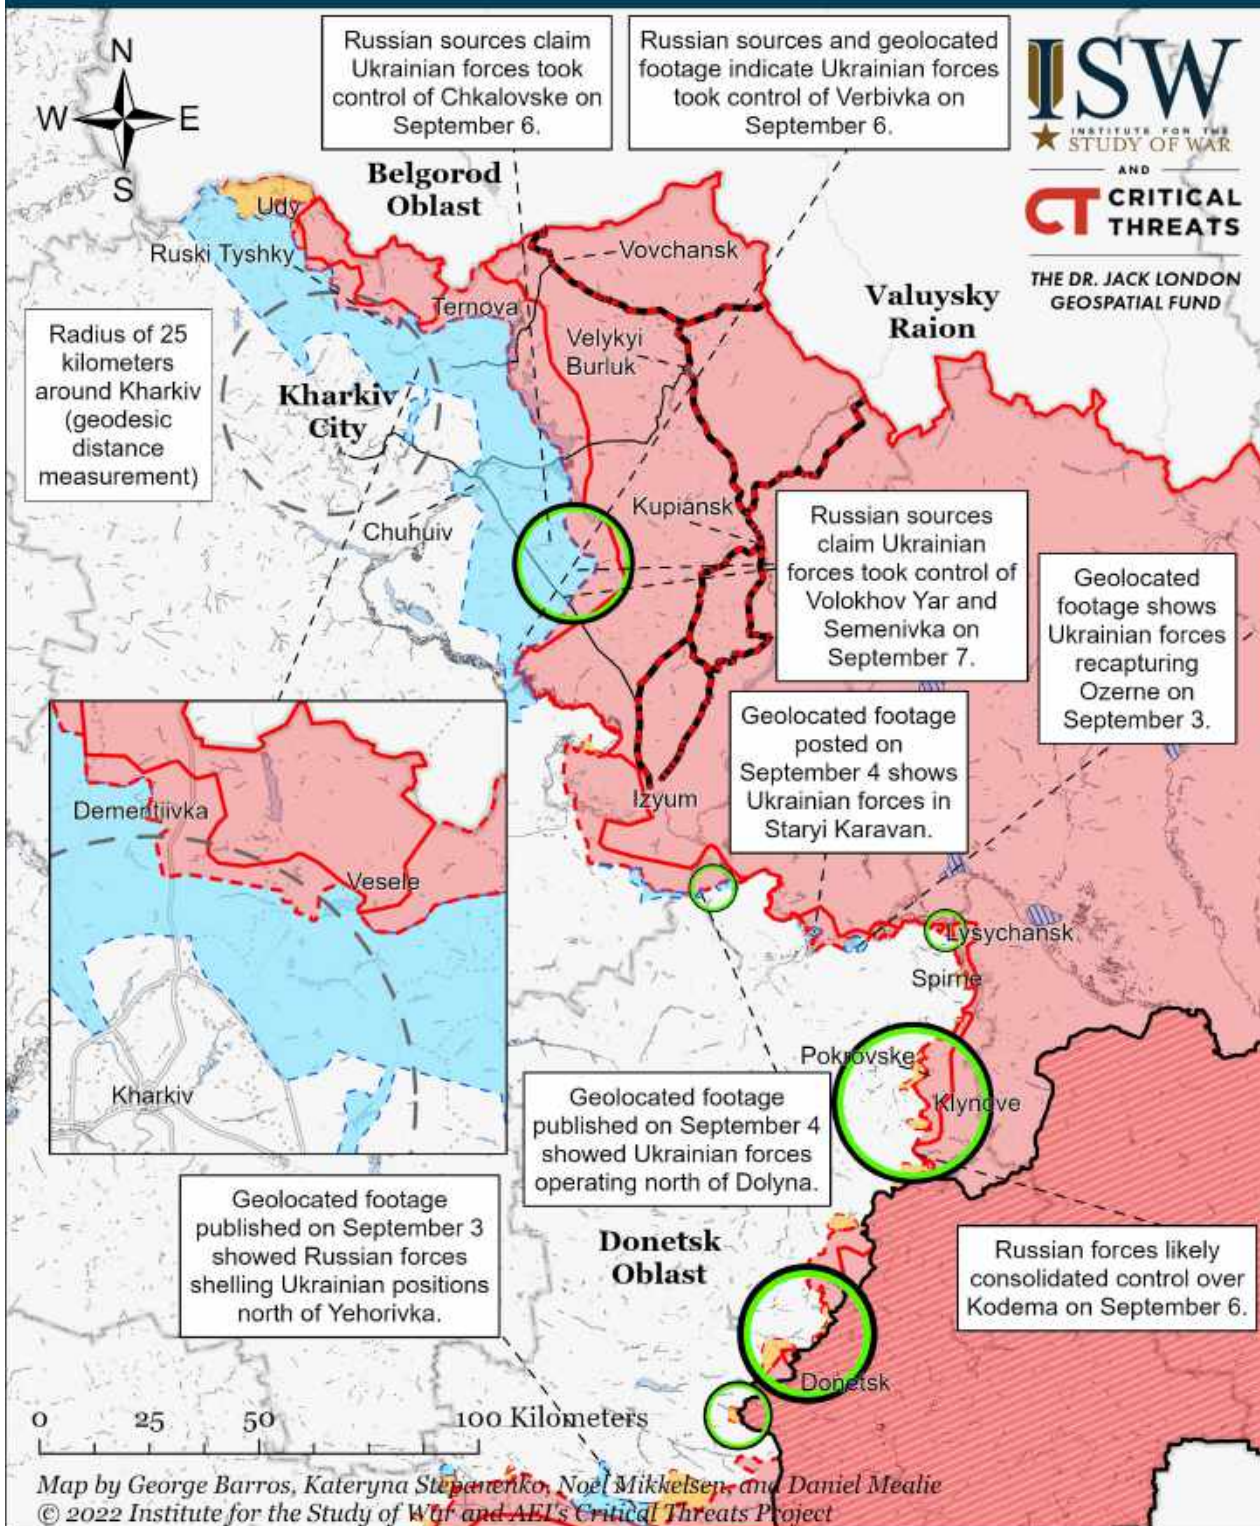 Russian sources claim
Ukrainian forces took
control of Chkalovske on
September 6.
Russian sources and geolocated
footage indicate Ukrainian forces
took control of Verbivka on
September 6.
ISW
INSTITUTE FOR THE
STUDY OF WAR
AND
CT CRITICAL
THREATS
THE DR. JACK LONDON
GEOSPATIAL FUND
N
W
E
S
Belgorod
Oblast
Udy
Ruski Tyshky
Vovchansk
Ternova
Valuysky
Raion
Radius of 25
kilometers
around Kharkiv
(geodesic
distance
measurement)
Velykyi
Burluk
Kharkiv
City
Chuhuiv
Kupiansk
Russian sources
claim Ukrainian
forces took control of
Volokhov Yar and
Semenivka on
September 7.
Geolocated
footage shows
Ukrainian forces
recapturing
Ozerne on
September 3.
Geolocated footage
posted on
September 4 shows
Ukrainian forces in
Staryi Karavan.
Izyum
Dementiivka
Vesele
Kharkiv
Lysychansk
Spirne
Pokrovske
Klynove
Geolocated footage
published on September 4
showed Ukrainian forces
operating north of Dolyna.
Geolocated footage
published on September 3
showed Russian forces
shelling Ukrainian positions
north of Yehorivka.
Donetsk
Oblast
Russian forces likely
consolidated control over
Kodema on September 6.
Donetsk
0 25 50 100 Kilometers
Map by George Barros, Kateryna Stepanenko, Noel Mikkelsen, and Daniel Mealie
© 2022 Institute for the Study of War and AEI's Critical Threats Project